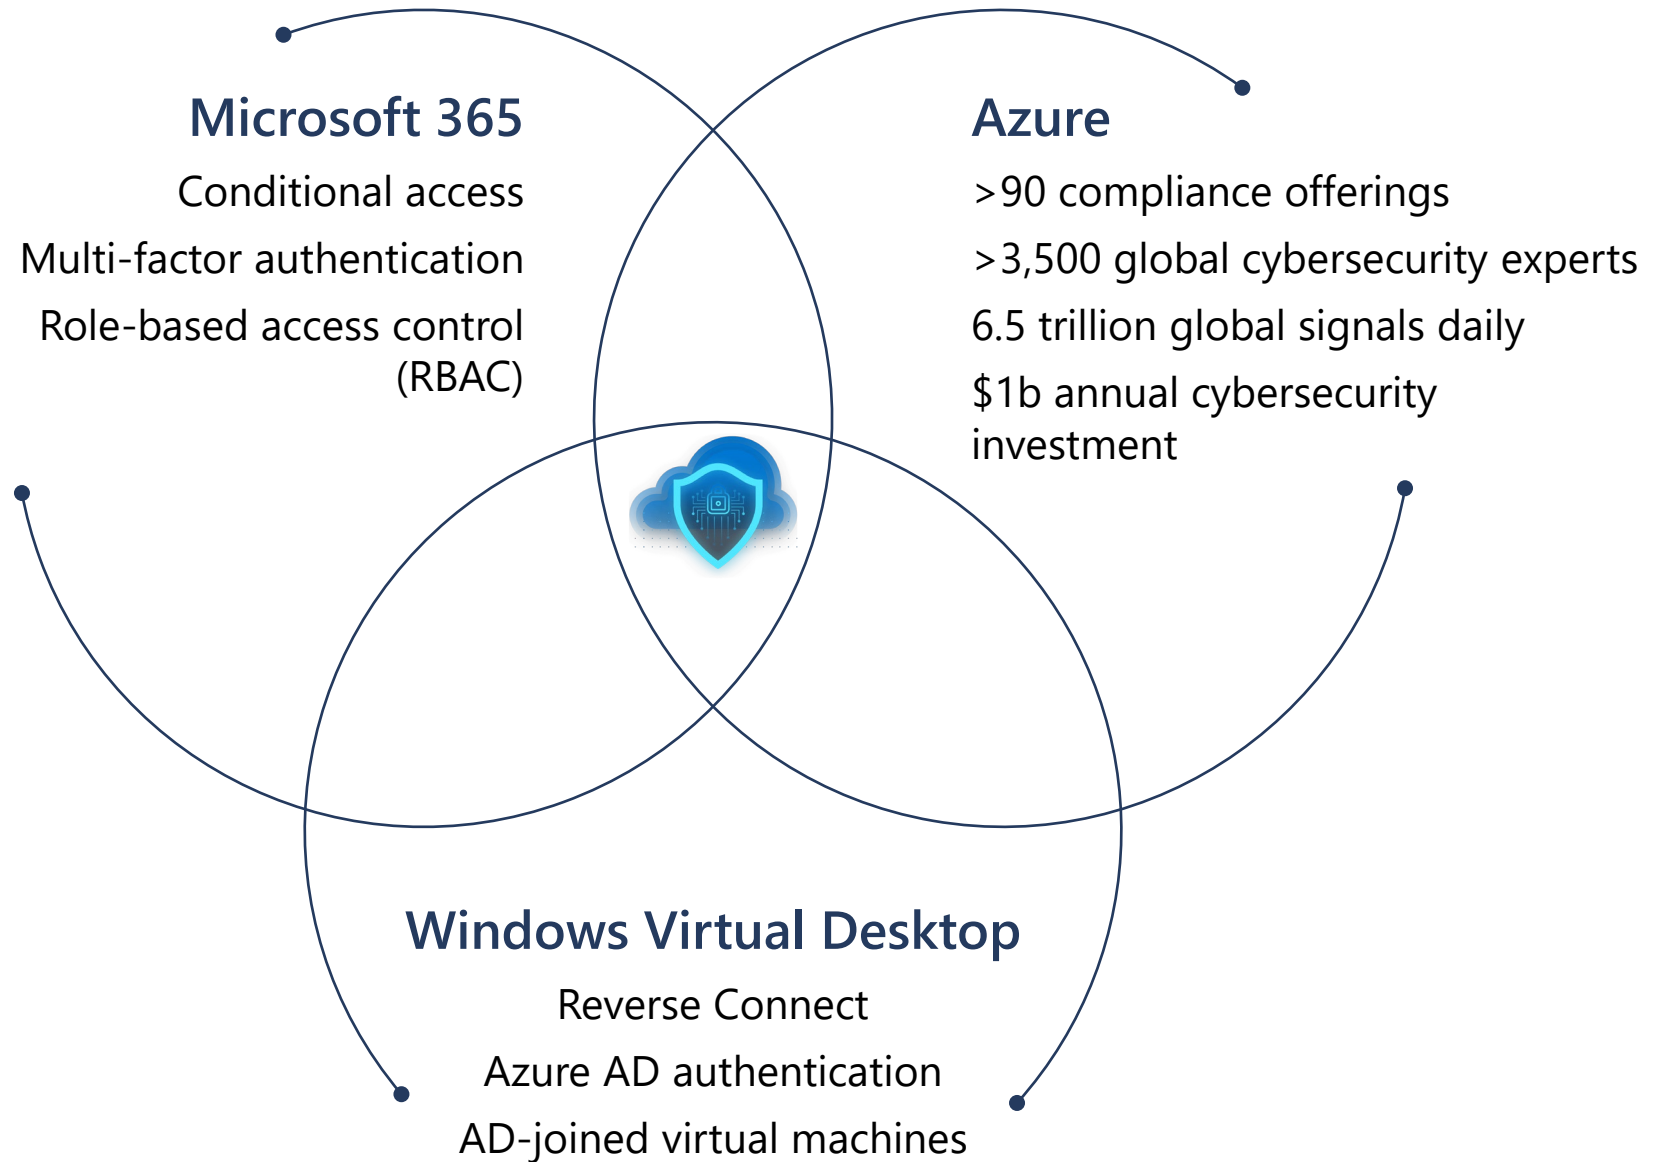 Microsoft 365
Conditional access
Multi-factor authentication
Role-based access control
(RBAC)
Azure
>90 compliance offerings
>3,500 global cybersecurity experts
6.5 trillion global signals daily
$1b annual cybersecurity
investment
Windows Virtual Desktop
Reverse Connect
Azure AD authentication
AD-joined virtual machines